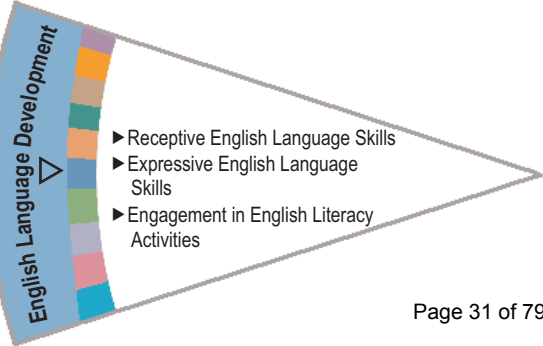 English Language Development
▶Receptive English Language Skills
▶Expressive English Language
Skills
▶Engagement in English Literacy
Activities
Page 31 of 79